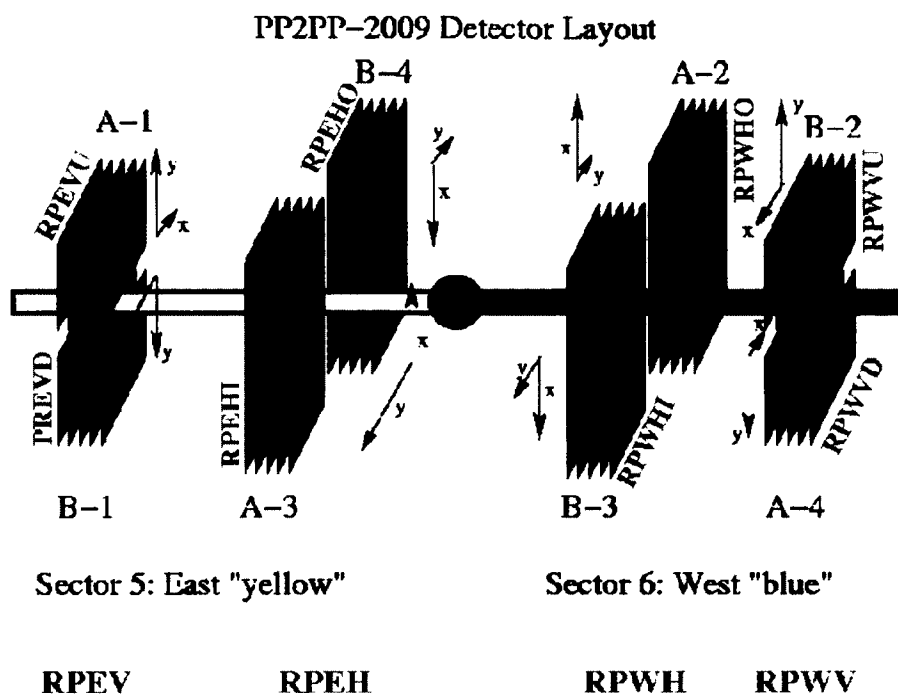 PP2PP-2009 Detector Layout
B-4
A-2
A-1
B-2
RPEVU
RPEHO
RPWHO
RPWVU
y
x
y
x
x
y
y
x
y
x
y
x
y
x
x
y
PREVD
RPEHI
RPWHI
RPWVD
B-1
A-3
B-3
A-4
Sector 5: East "yellow"
Sector 6: West "blue"
RPEV
RPEH
RPWH
RPWV